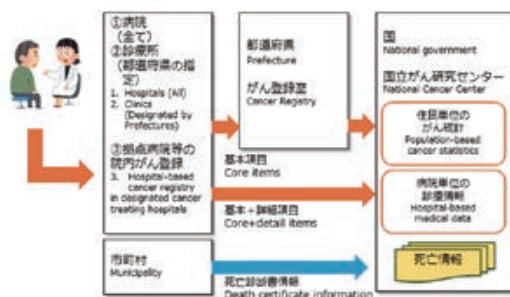 ①病院
(全て)
②診療所
(都道府県の指
定)
1. Hospitals (All)
2. Clinics
(Designated by
Prefectures)
③拠点病院等の
院内がん登録
3. Hospital-based
cancer registry
in designated cancer
treating hospitals
都道府県
Prefecture
がん登録室
Cancer Registry
基本項目
Core items
基本+詳細項目
Core+detail items
国
National government
国立がん研究センター
National Cancer Center
住民単位の
がん統計
Population-based
cancer statistics
病院単位の
診療情報
Hospital-based
medical data
市町村
Municipality
死亡診断書情報
Death certificate information
死亡情報